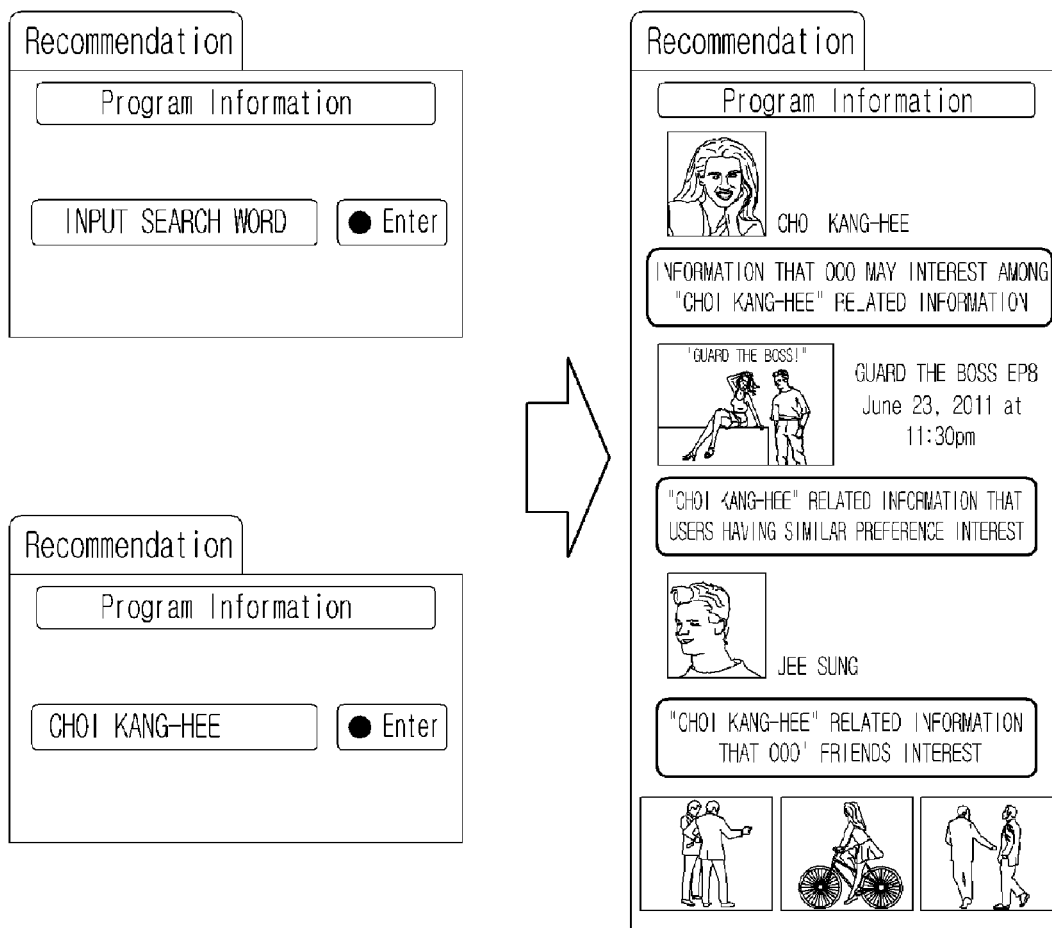 Recommendation
Program Information
INPUT SEARCH WORD
● Enter
Recommendation
Program Information
CHOI KANG-HEE
● Enter
Recommendation
Program Information
CHO KANG-HEE
INFORMATION THAT OOO MAY INTEREST AMONG
"CHOI KANG-HEE" RELATED INFORMATION
'GUARD THE BOSS!"
GUARD THE BOSS EP8
June 23, 2011 at
11:30pm
"CHOI KANG-HEE" RELATED INFORMATION THAT
USERS HAVING SIMILAR PREFERENCE INTEREST
JEE SUNG
"CHOI KANG-HEE" RELATED INFORMATION
THAT OOO' FRIENDS INTEREST